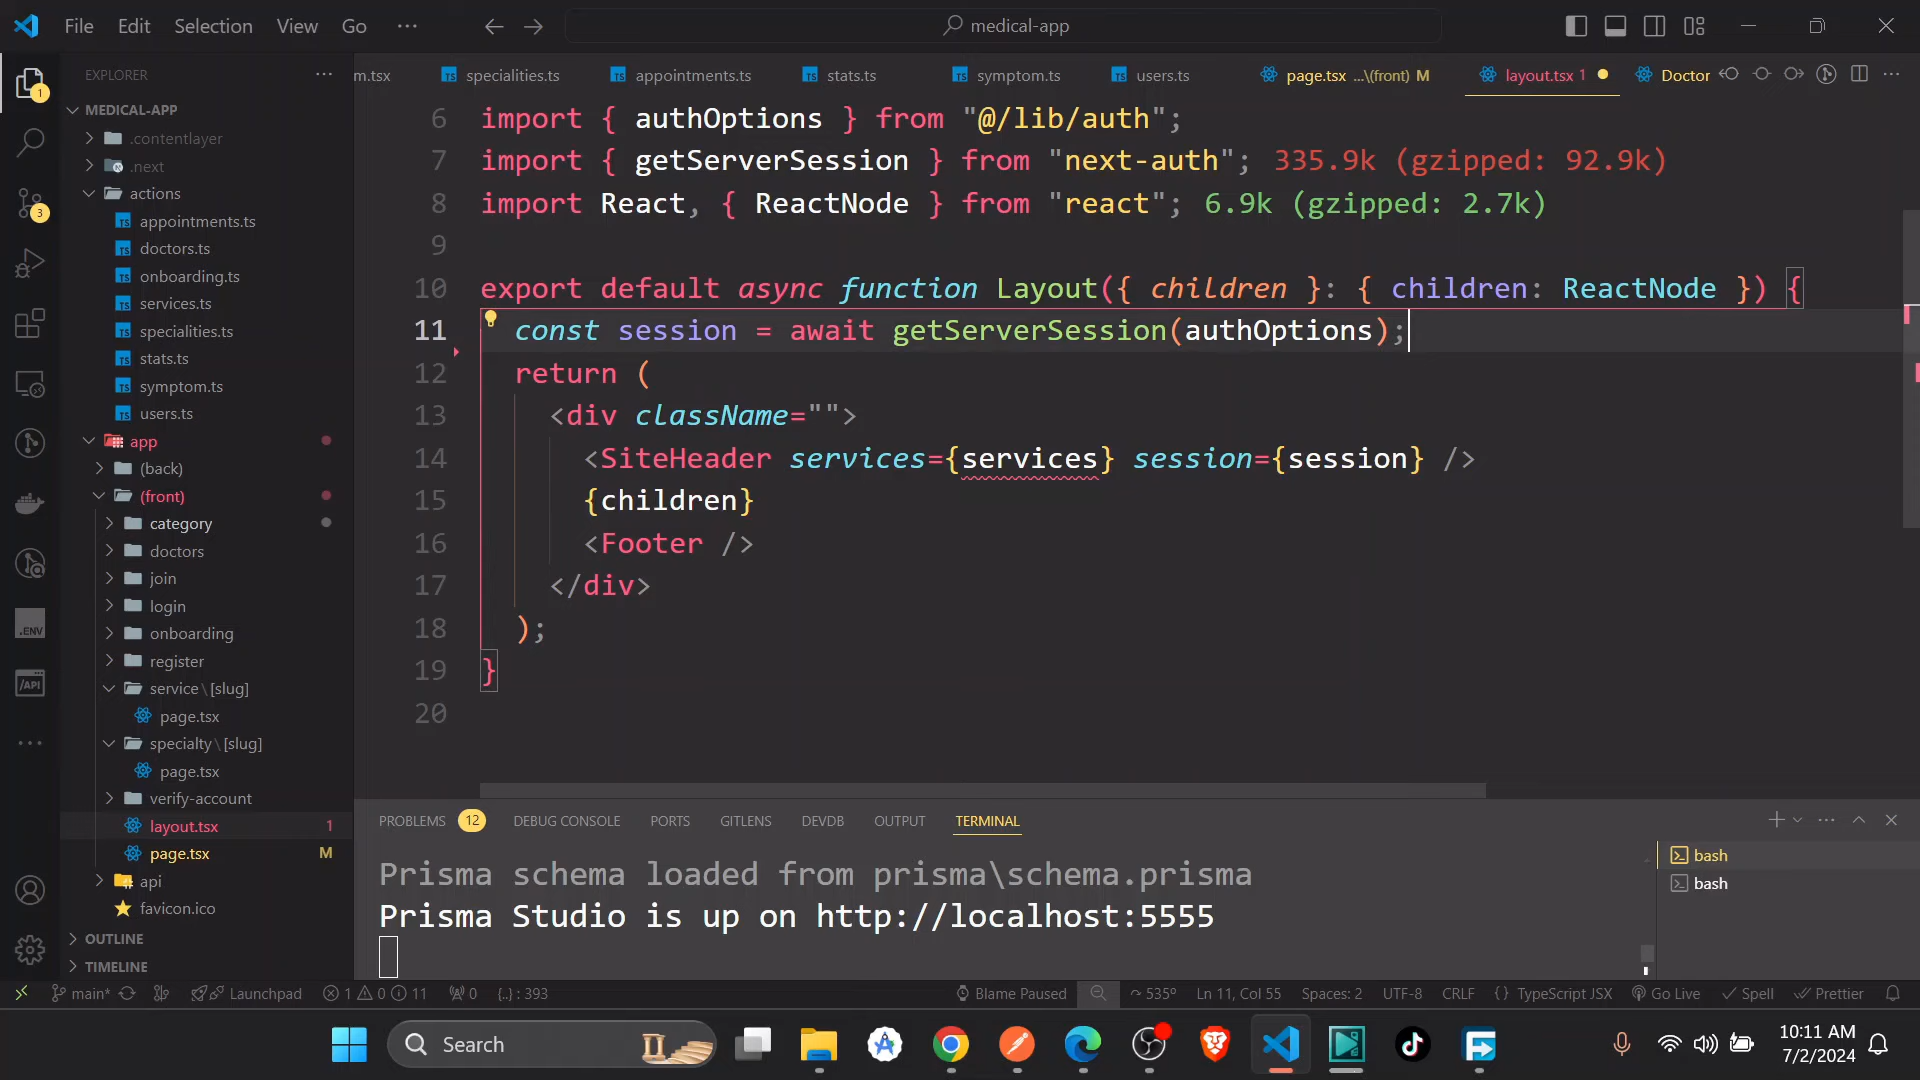 File Edit Selection View Go ··· medical-app
EXPLORER ···
m.tsx specialities.ts appointments.ts stats.ts symptom.ts users.ts page.tsx ...\(front) M layout.tsx 1 Doctor ···
MEDICAL-APP
.contentlayer
.next
actions
appointments.ts
doctors.ts
onboarding.ts
services.ts
specialities.ts
stats.ts
symptom.ts
users.ts
app
(back)
(front)
category
doctors
join
login
onboarding
register
service\[slug]
page.tsx
specialty\[slug]
page.tsx
verify-account
layout.tsx 1
page.tsx M
api
favicon.ico
OUTLINE
TIMELINE
1
3
.ENV
/API
6 import { authOptions } from "@/lib/auth";
7 import { getServerSession } from "next-auth"; 335.9k (gzipped: 92.9k)
8 import React, { ReactNode } from "react"; 6.9k (gzipped: 2.7k)
9
10 export default async function Layout({ children }: { children: ReactNode }) {
11 const session = await getServerSession(authOptions);
12 return (
13 <div className="">
14 <SiteHeader services={services} session={session} />
15 {children}
16 <Footer />
17 </div>
18 );
19 }
20
PROBLEMS 12 DEBUG CONSOLE PORTS GITLENS DEVDB OUTPUT TERMINAL
Prisma schema loaded from prisma\schema.prisma
Prisma Studio is up on http://localhost:5555
bash
bash
main* Launchpad 1 0 11 0 {..} : 393 Blame Paused 535º Ln 11, Col 55 Spaces: 2 UTF-8 CRLF {} TypeScript JSX Go Live Spell Prettier
Search
10:11 AM
7/2/2024